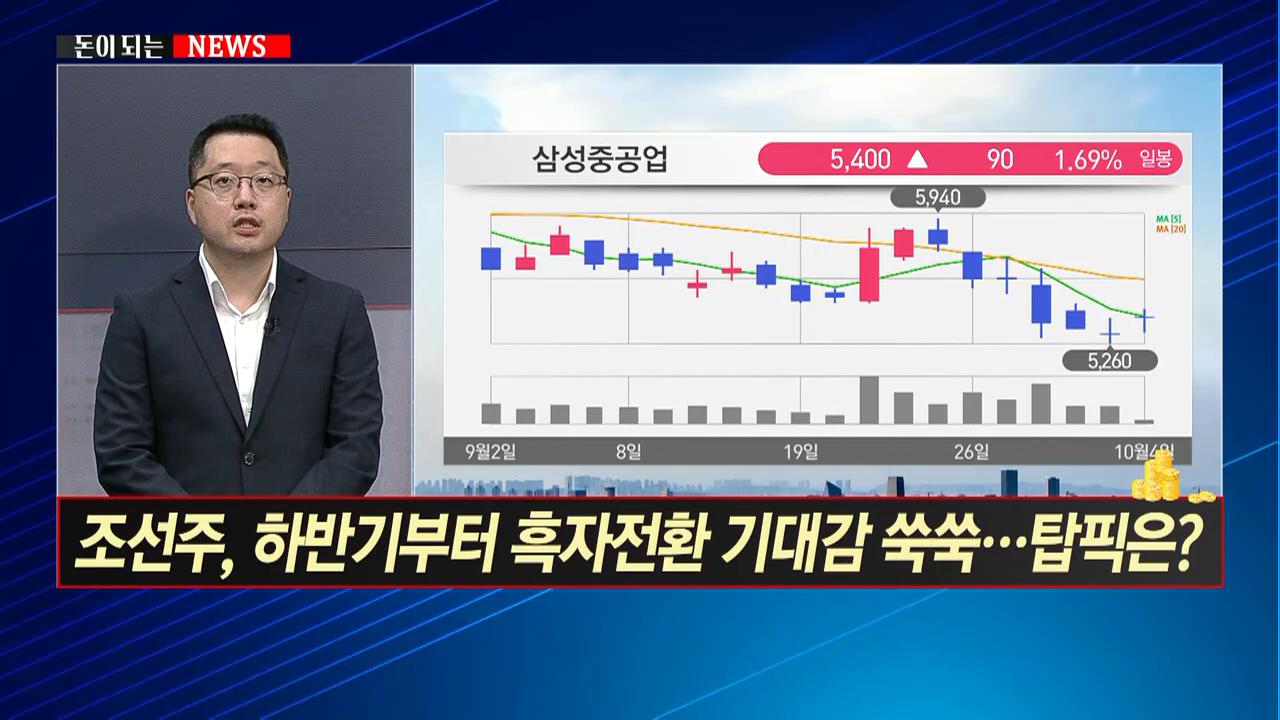 돈이 되는 NEWS
삼성중공업
5,400 ▲ 90 1.69% 일봉
5,940
MA [5]
MA [20]
5,260
9월2일 8일 19일 26일 10월4일
조선주, 하반기부터 흑자전환 기대감 쑥쑥…탑픽은?